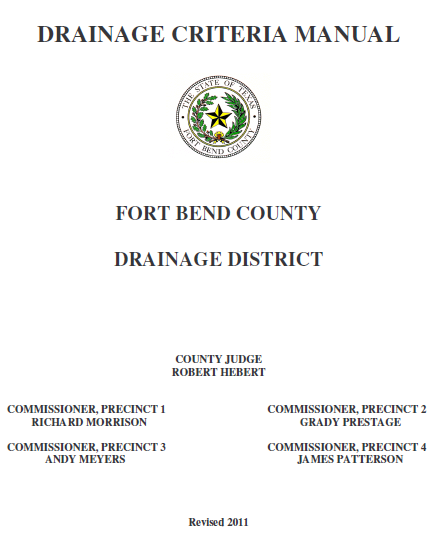 DRAINAGE CRITERIA MANUAL
THE STATE OF TEXAS
FORT BEND COUNTY
FORT BEND COUNTY
DRAINAGE DISTRICT
COUNTY JUDGE
ROBERT HEBERT
COMMISSIONER, PRECINCT 1
RICHARD MORRISON
COMMISSIONER, PRECINCT 2
GRADY PRESTAGE
COMMISSIONER, PRECINCT 3
ANDY MEYERS
COMMISSIONER, PRECINCT 4
JAMES PATTERSON
Revised 2011